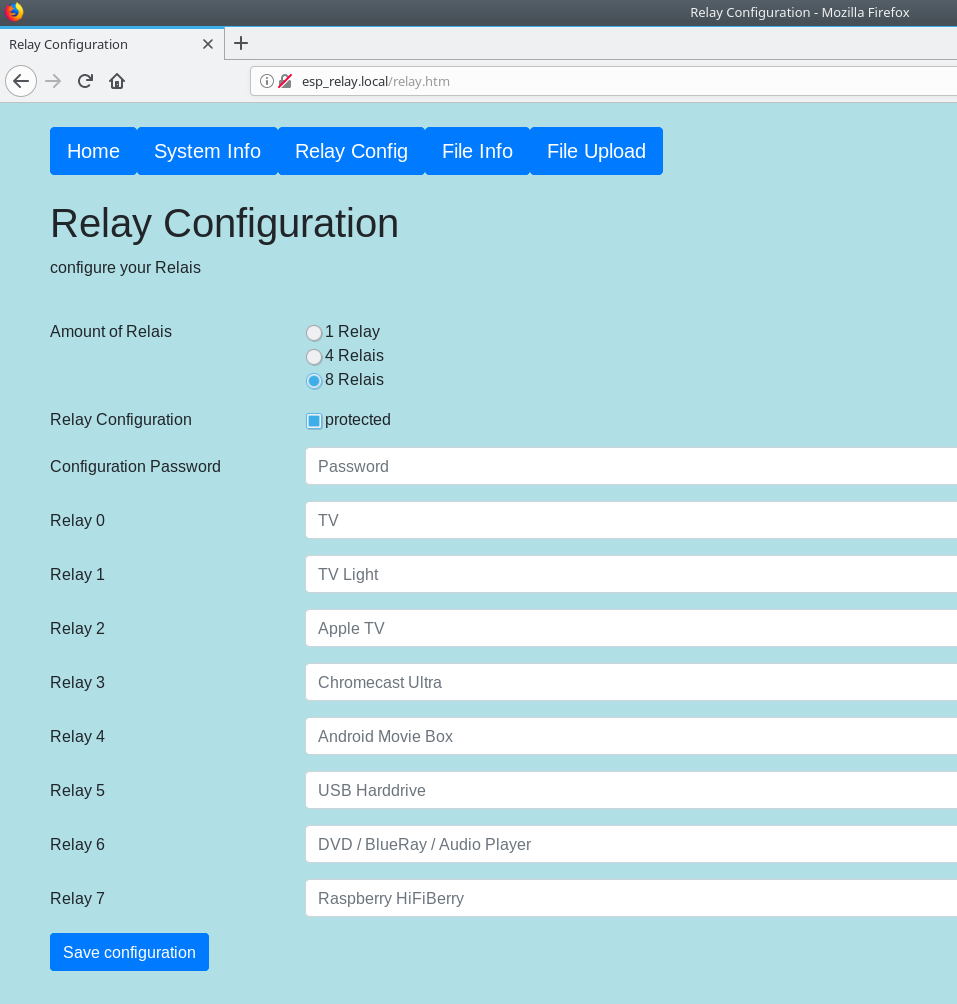 Relay Configuration - Mozilla Firefox
Relay Configuration
esp_relay.local/relay.htm
Home System Info Relay Config File Info File Upload
Relay Configuration
configure your Relais
Amount of Relais 1 Relay
4 Relais
8 Relais
Relay Configuration protected
Configuration Password Password
Relay 0 TV
Relay 1 TV Light
Relay 2 Apple TV
Relay 3 Chromecast Ultra
Relay 4 Android Movie Box
Relay 5 USB Harddrive
Relay 6 DVD / BlueRay / Audio Player
Relay 7 Raspberry HiFiBerry
Save configuration